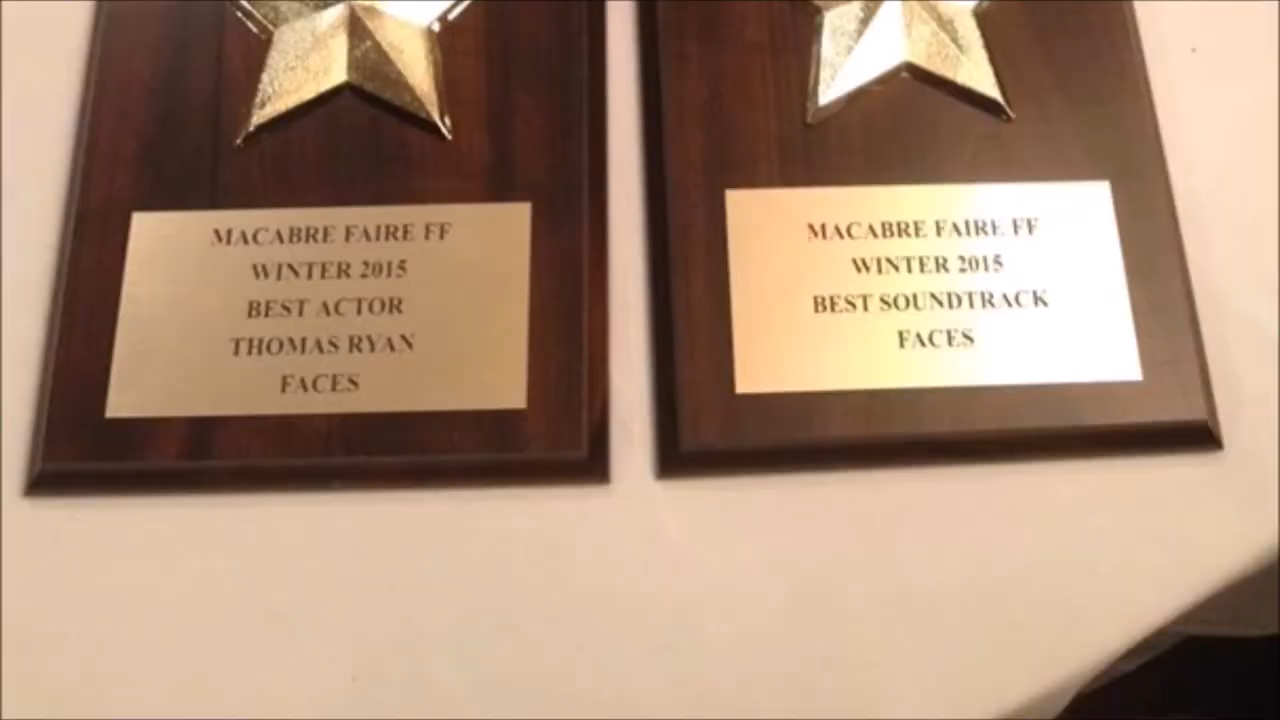 MACABRE FAIRE FF
WINTER 2015
BEST ACTOR
THOMAS RYAN
FACES
MACABRE FAIRE FF
WINTER 2015
BEST SOUNDTRACK
FACES